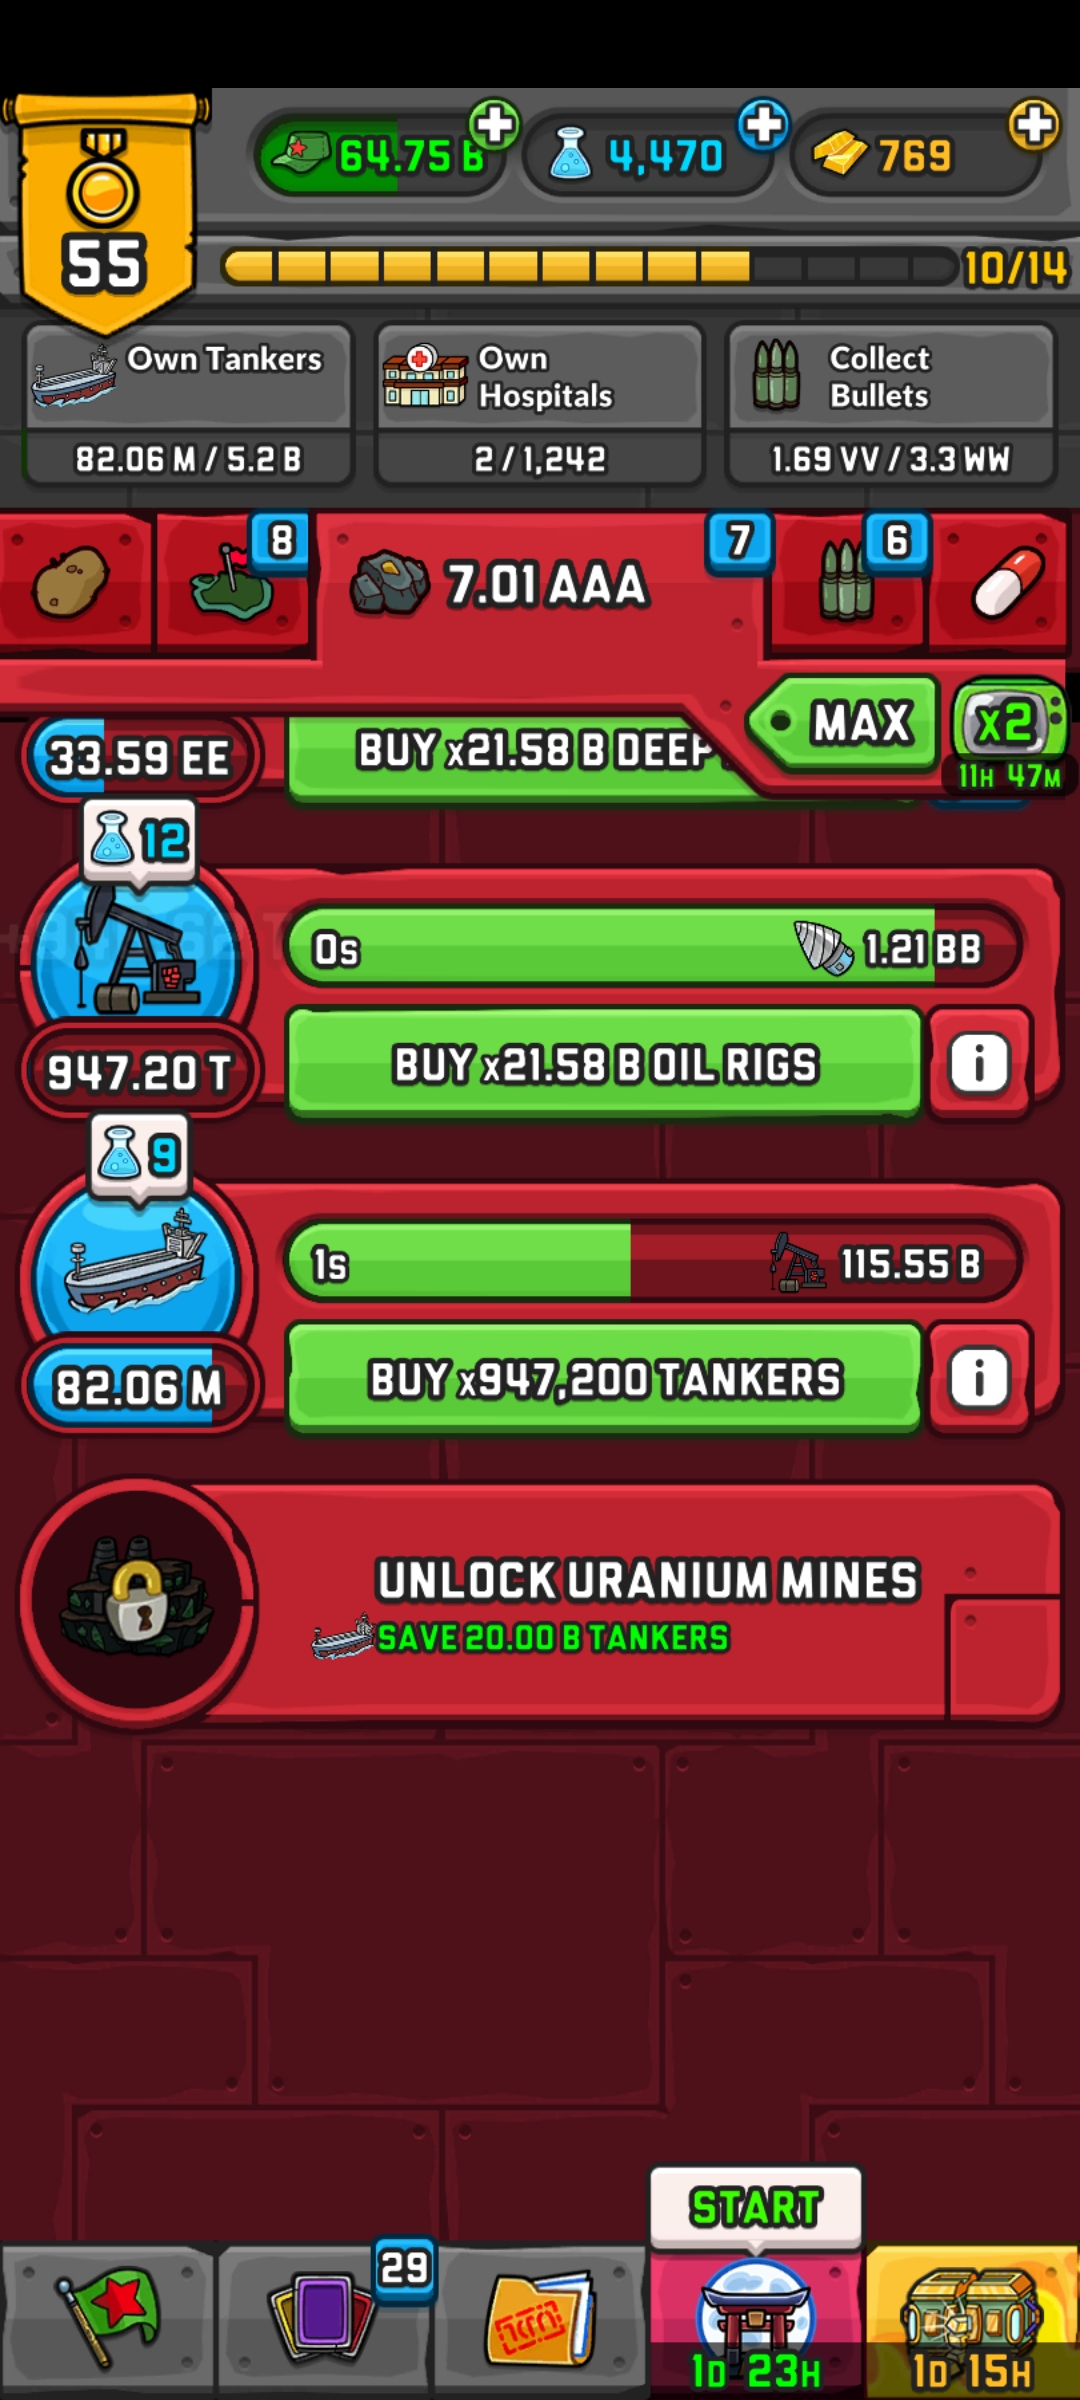 64.75 B
4,470
769
55
10/14
Own Tankers
82.06 M / 5.2 B
Own
Hospitals
2 / 1,242
Collect
Bullets
1.69 VV / 3.3 WW
8
7.01 AAA
7
6
MAX
x2
11H 47M
33.59 EE
BUY x21.58 B DEEP
12
0s
1.21 BB
947.20 T
BUY x21.58 B OIL RIGS
i
9
1s
115.55 B
82.06 M
BUY x947,200 TANKERS
i
UNLOCK URANIUM MINES
SAVE 20.00 B TANKERS
START
29
1D 23H
1D 15H